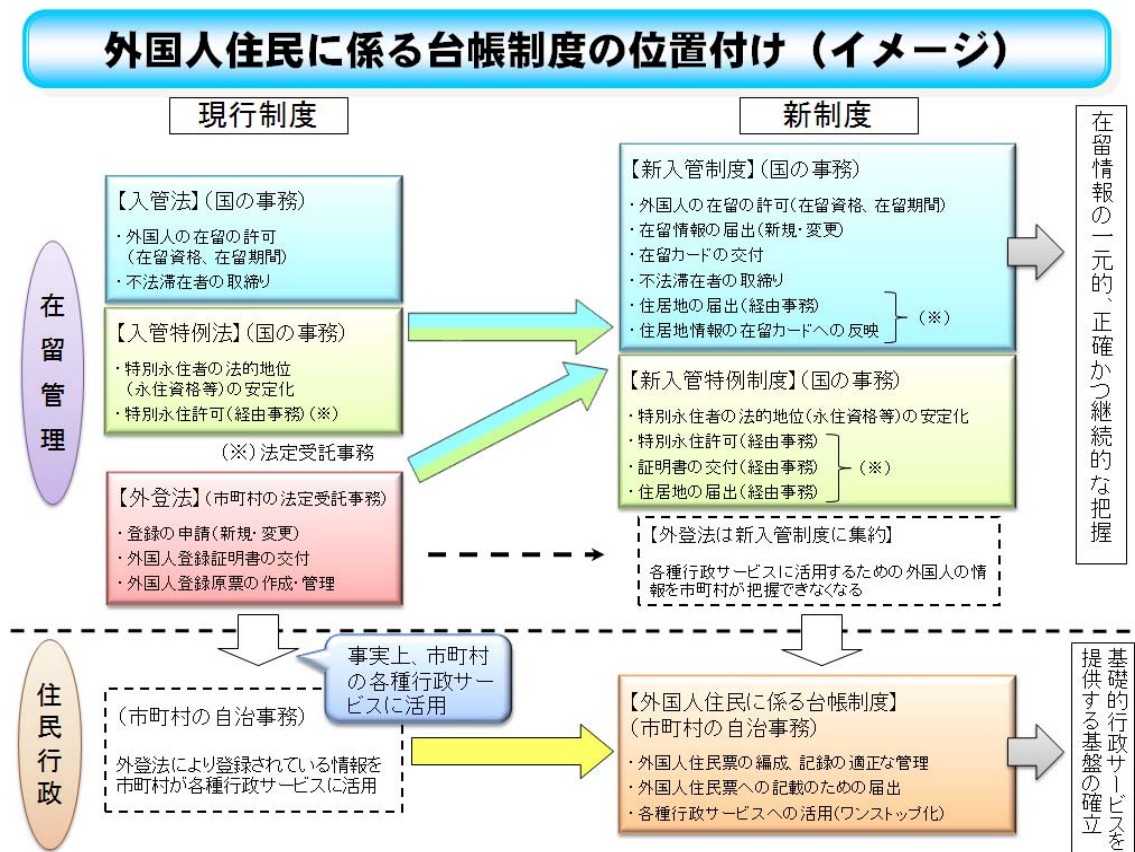 外国人住民に係る台帳制度の位置付け（イメージ）
現行制度
新制度
在留管理
【入管法】（国の事務）
・外国人の在留の許可
（在留資格、在留期間）
・不法滞在者の取締り
【入管特例法】（国の事務）
・特別永住者の法的地位
（永住資格等）の安定化
・特別永住許可（経由事務）（※）
（※）法定受託事務
【外登法】（市町村の法定受託事務）
・登録の申請（新規・変更）
・外国人登録証明書の交付
・外国人登録原票の作成・管理
【新入管制度】（国の事務）
・外国人の在留の許可（在留資格、在留期間）
・在留情報の届出（新規・変更）
・在留カードの交付
・不法滞在者の取締り
・住居地の届出（経由事務）
・住居地情報の在留カードへの反映
（※）
【新入管特例制度】（国の事務）
・特別永住者の法的地位（永住資格等）の安定化
・特別永住許可（経由事務）
・証明書の交付（経由事務）
・住居地の届出（経由事務）
（※）
【外登法は新入管制度に集約】
各種行政サービスに活用するための外国人の情
報を市町村が把握できなくなる
在留情報の一元的、正確かつ継続的な把握
住民行政
事実上、市町村
の各種行政サー
ビスに活用
（市町村の自治事務）
外登法により登録されている情報を
市町村が各種行政サービスに活用
【外国人住民に係る台帳制度】
（市町村の自治事務）
・外国人住民票の編成、記録の適正な管理
・外国人住民票への記載のための届出
・各種行政サービスへの活用（ワンストップ化）
基礎的行政サービスを
提供する基盤の確立